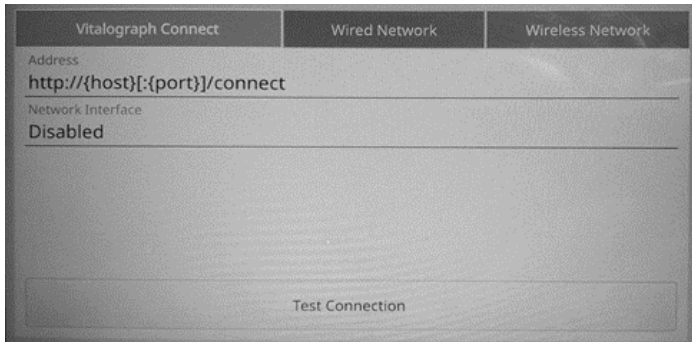 Vitalograph Connect Wired Network Wireless Network
Address
http://{host}[:{port}]/connect
Network Interface
Disabled
Test Connection